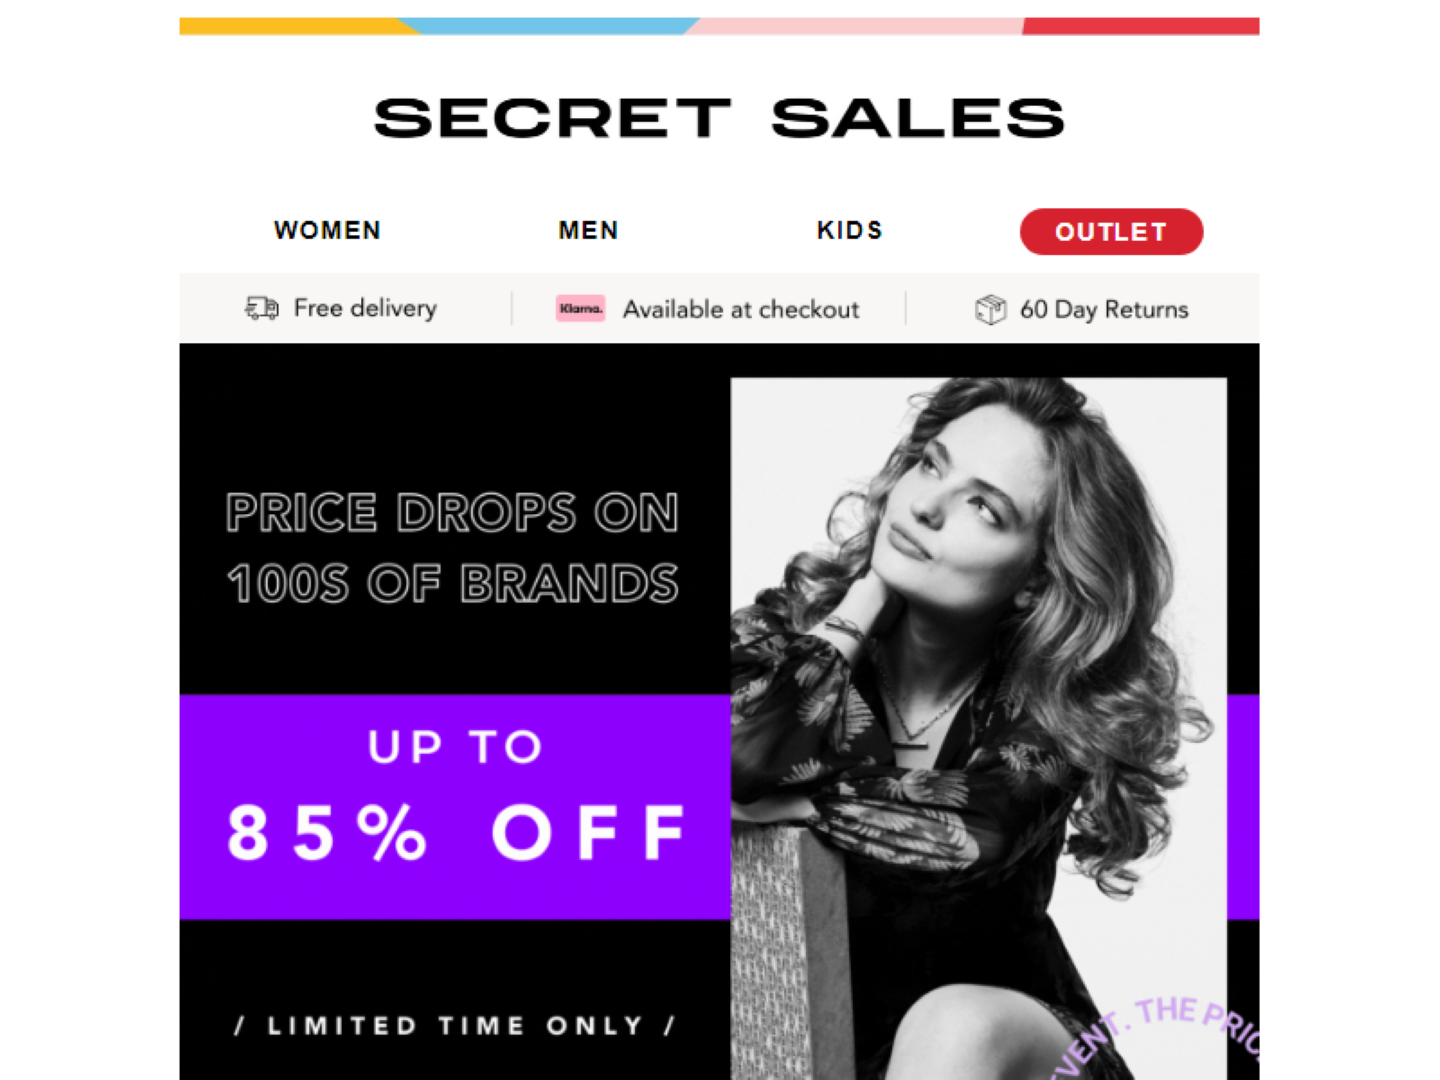 SECRET SALES
WOMEN MEN KIDS OUTLET
Free delivery Klarna. Available at checkout 60 Day Returns
PRICE DROPS ON
100S OF BRANDS
UP TO
85% OFF
/ LIMITED TIME ONLY /
EVENT. THE PRIC